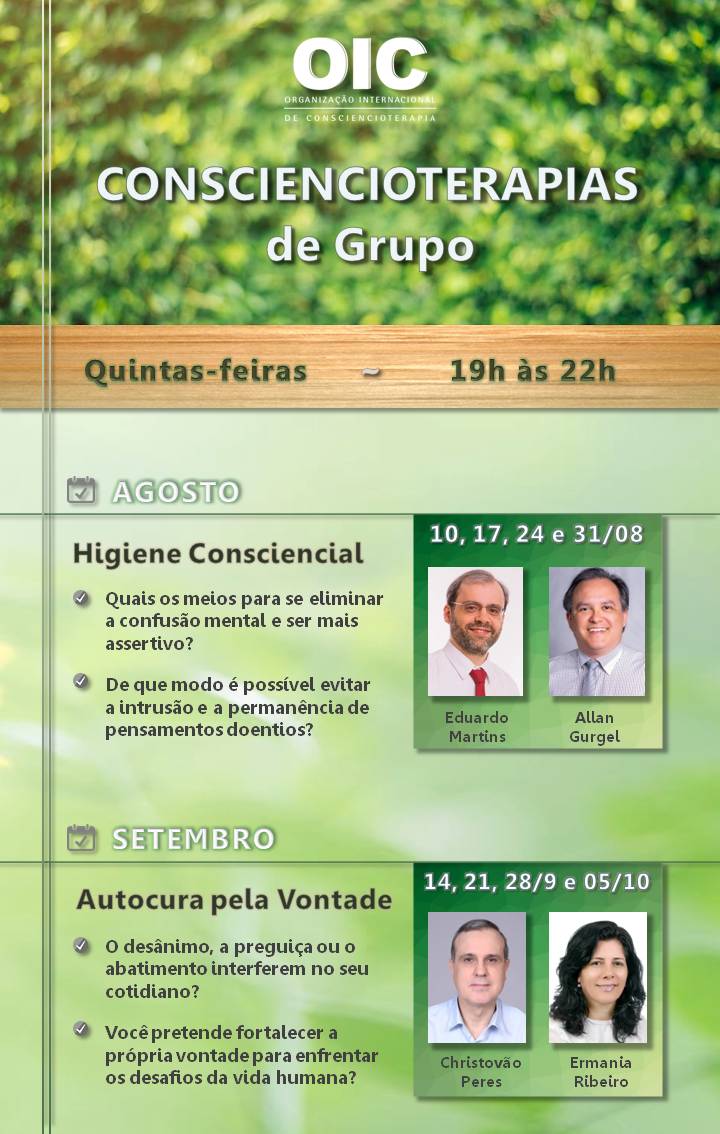 OIC
ORGANIZAÇÃO INTERNACIONAL
DE CONSCIENCIOTERAPIA
CONSCIENCIOTERAPIAS
de Grupo
Quintas-feiras ~ 19h às 22h
AGOSTO
Higiene Consciencial
Quais os meios para se eliminar
a confusão mental e ser mais
assertivo?
De que modo é possível evitar
a intrusão e a permanência de
pensamentos doentios?
10, 17, 24 e 31/08
Eduardo
Martins
Allan
Gurgel
SETEMBRO
Autocura pela Vontade
O desânimo, a preguiça ou o
abatimento interferem no seu
cotidiano?
Você pretende fortalecer a
própria vontade para enfrentar
os desafios da vida humana?
14, 21, 28/9 e 05/10
Christovão
Peres
Ermania
Ribeiro